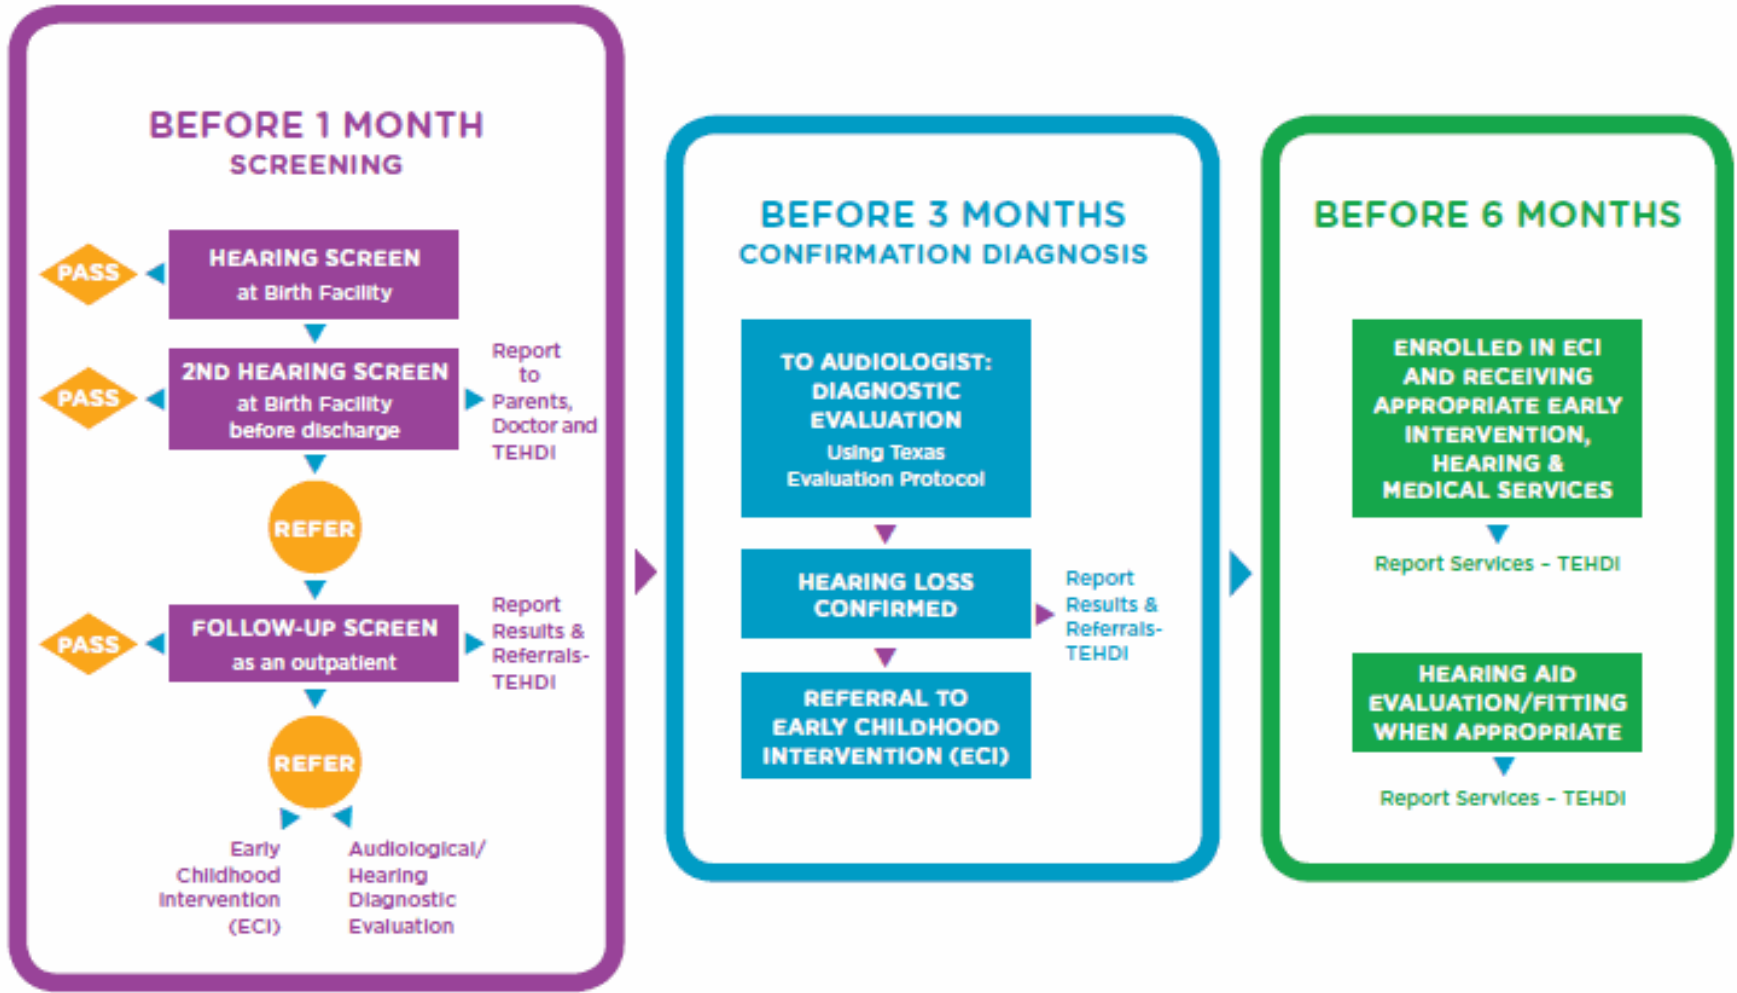 BEFORE 1 MONTH
SCREENING
PASS
HEARING SCREEN
at Birth Facility
PASS
2ND HEARING SCREEN
at Birth Facility
before discharge
Report
to
Parents,
Doctor and
TEHDI
REFER
PASS
FOLLOW-UP SCREEN
as an outpatient
Report
Results &
Referrals-
TEHDI
REFER
Early
Childhood
Intervention
(ECI)
Audiological/
Hearing
Diagnostic
Evaluation
BEFORE 3 MONTHS
CONFIRMATION DIAGNOSIS
TO AUDIOLOGIST:
DIAGNOSTIC
EVALUATION
Using Texas
Evaluation Protocol
HEARING LOSS
CONFIRMED
Report
Results &
Referrals-
TEHDI
REFERRAL TO
EARLY CHILDHOOD
INTERVENTION (ECI)
BEFORE 6 MONTHS
ENROLLED IN ECI
AND RECEIVING
APPROPRIATE EARLY
INTERVENTION,
HEARING &
MEDICAL SERVICES
Report Services - TEHDI
HEARING AID
EVALUATION/FITTING
WHEN APPROPRIATE
Report Services - TEHDI